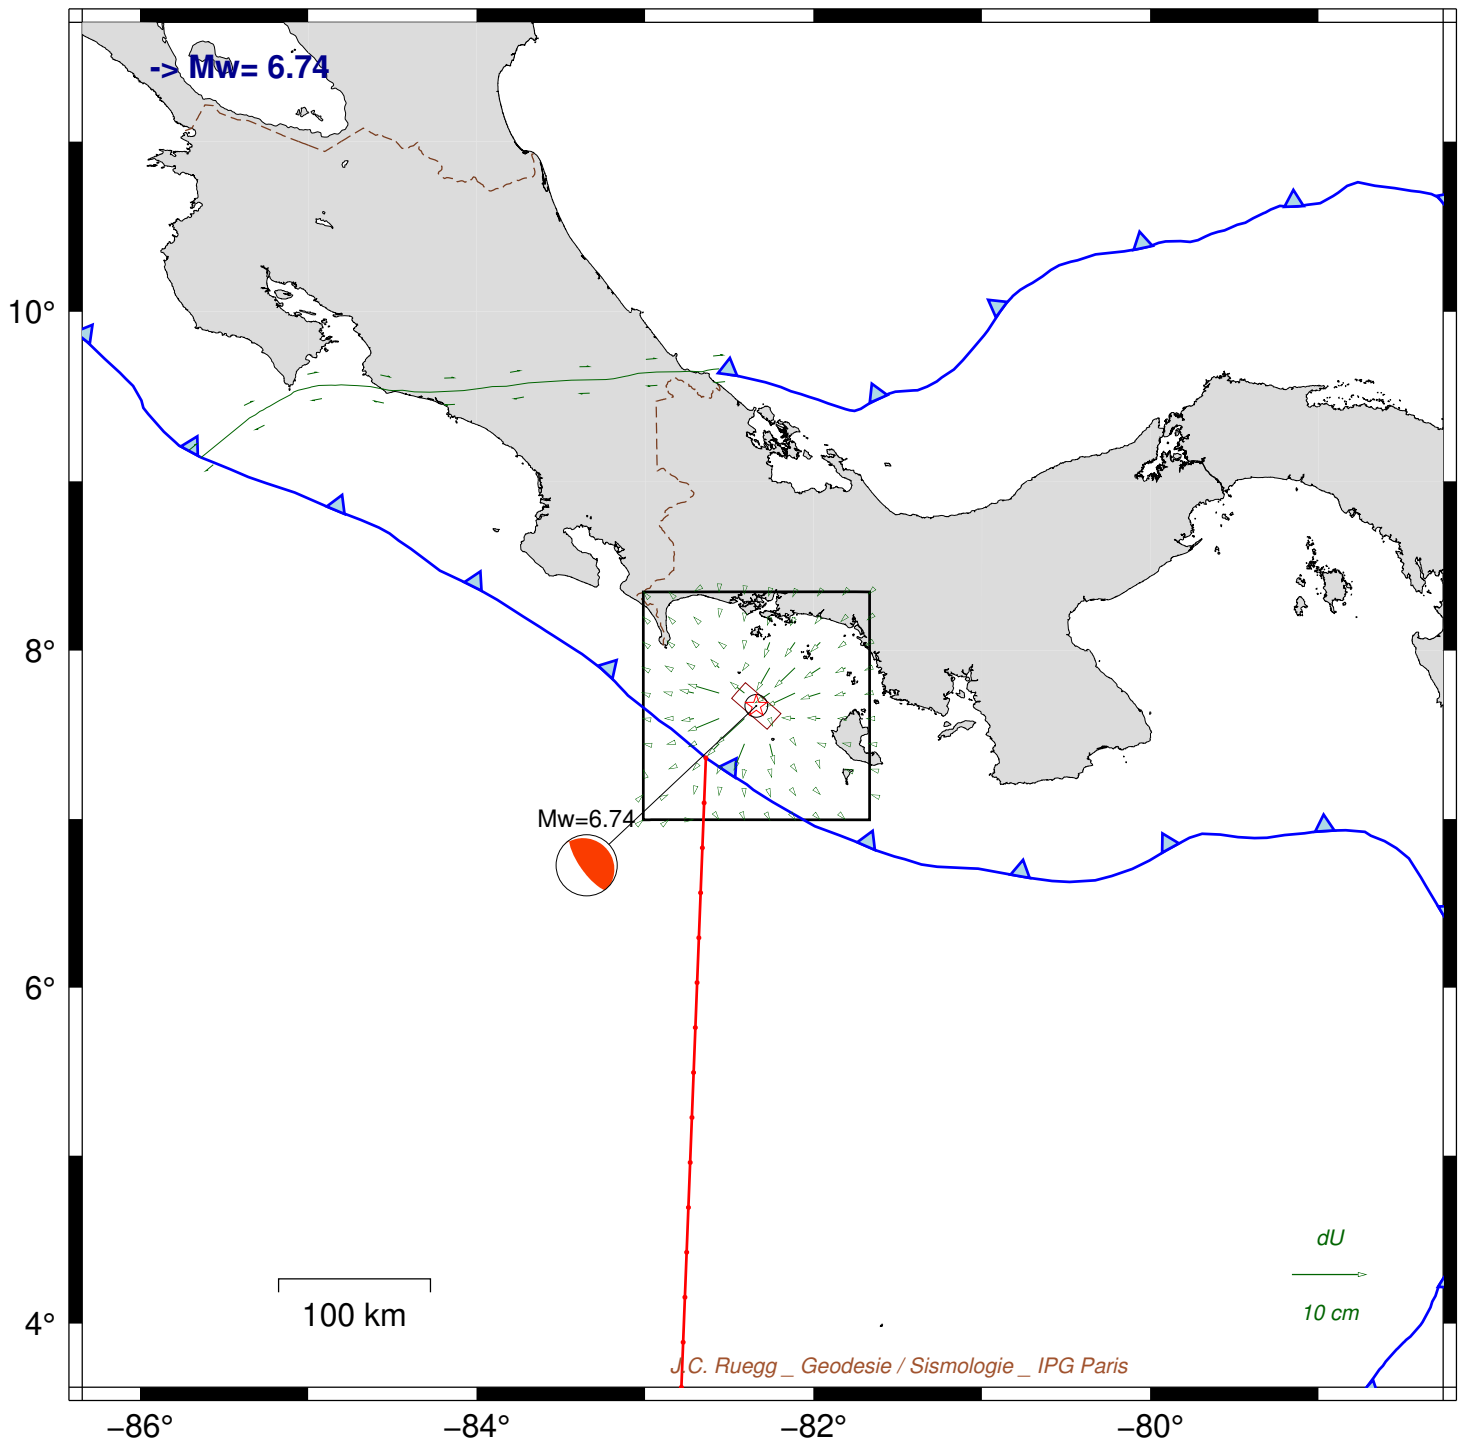 -> Mw= 6.74
10°
8°
Mw=6.74
6°
dU
10 cm
100 km
4°
J.C. Ruegg _ Geodesie / Sismologie _ IPG Paris
−86°
−84°
−82°
−80°